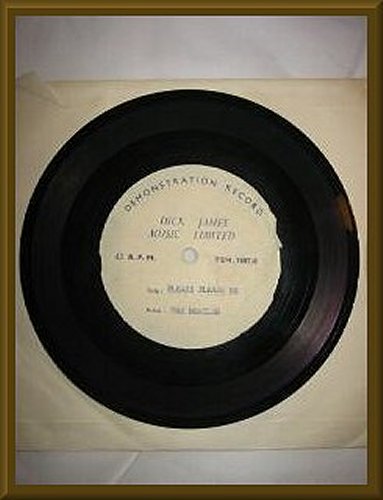 DEMONSTRATION RECORD
DICK JAMES
MUSIC LIMITED
45 R.P.M.
PLEASE PLEASE ME
THE BEATLES